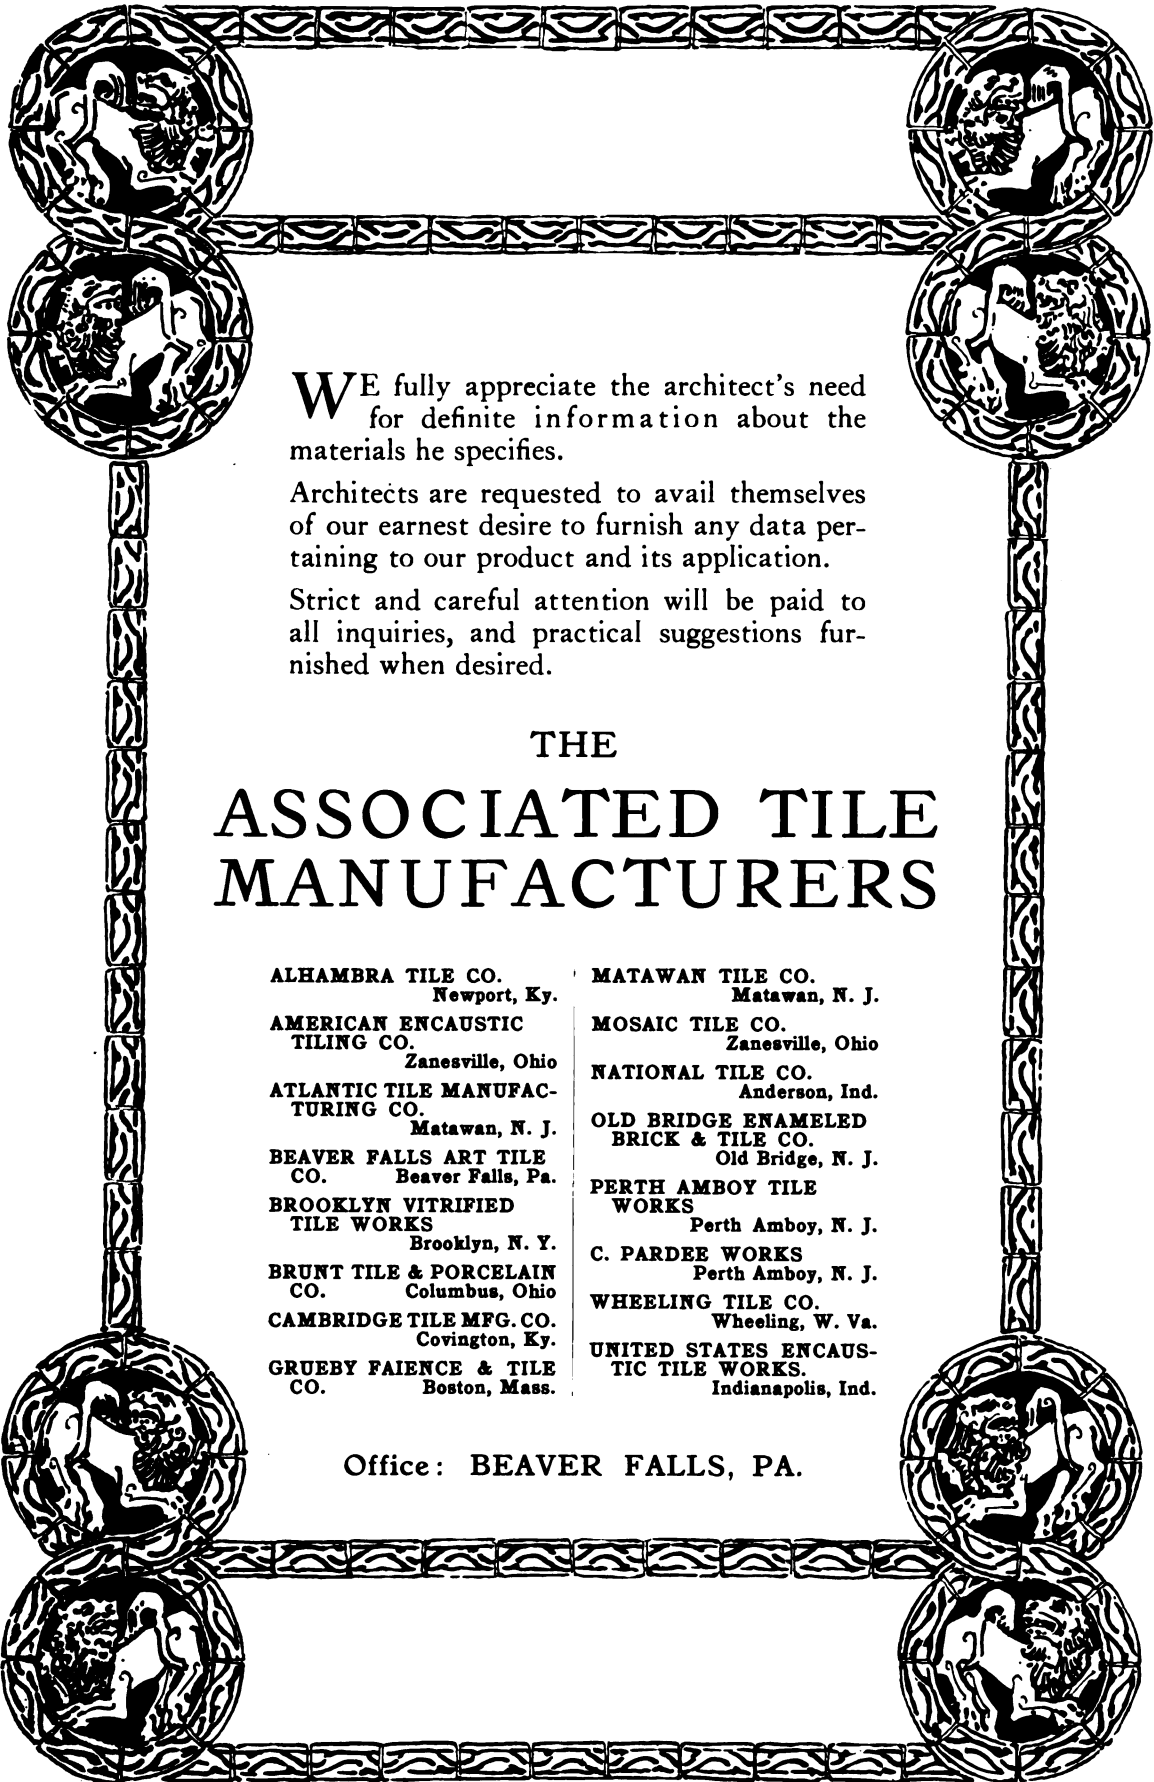 WE fully appreciate the architect's need
for definite information about the
materials he specifies.
Architects are requested to avail themselves
of our earnest desire to furnish any data per-
taining to our product and its application.
Strict and careful attention will be paid to
all inquiries, and practical suggestions fur-
nished when desired.
THE
ASSOCIATED TILE
MANUFACTURERS
ALHAMBRA TILE CO.
Newport, Ky.
AMERICAN ENCAUSTIC
TILING CO.
Zanesville, Ohio
ATLANTIC TILE MANUFAC-
TURING CO.
Matawan, N. J.
BEAVER FALLS ART TILE
CO. Beaver Falls, Pa.
BROOKLYN VITRIFIED
TILE WORKS
Brooklyn, N. Y.
BRUNT TILE & PORCELAIN
CO. Columbus, Ohio
CAMBRIDGE TILE MFG. CO.
Covington, Ky.
GRUEBY FAIENCE & TILE
CO. Boston, Mass.
MATAWAN TILE CO.
Matawan, N. J.
MOSAIC TILE CO.
Zanesville, Ohio
NATIONAL TILE CO.
Anderson, Ind.
OLD BRIDGE ENAMELED
BRICK & TILE CO.
Old Bridge, N. J.
PERTH AMBOY TILE
WORKS
Perth Amboy, N. J.
C. PARDEE WORKS
Perth Amboy, N. J.
WHEELING TILE CO.
Wheeling, W. Va.
UNITED STATES ENCAUS-
TIC TILE WORKS.
Indianapolis, Ind.
Office: BEAVER FALLS, PA.